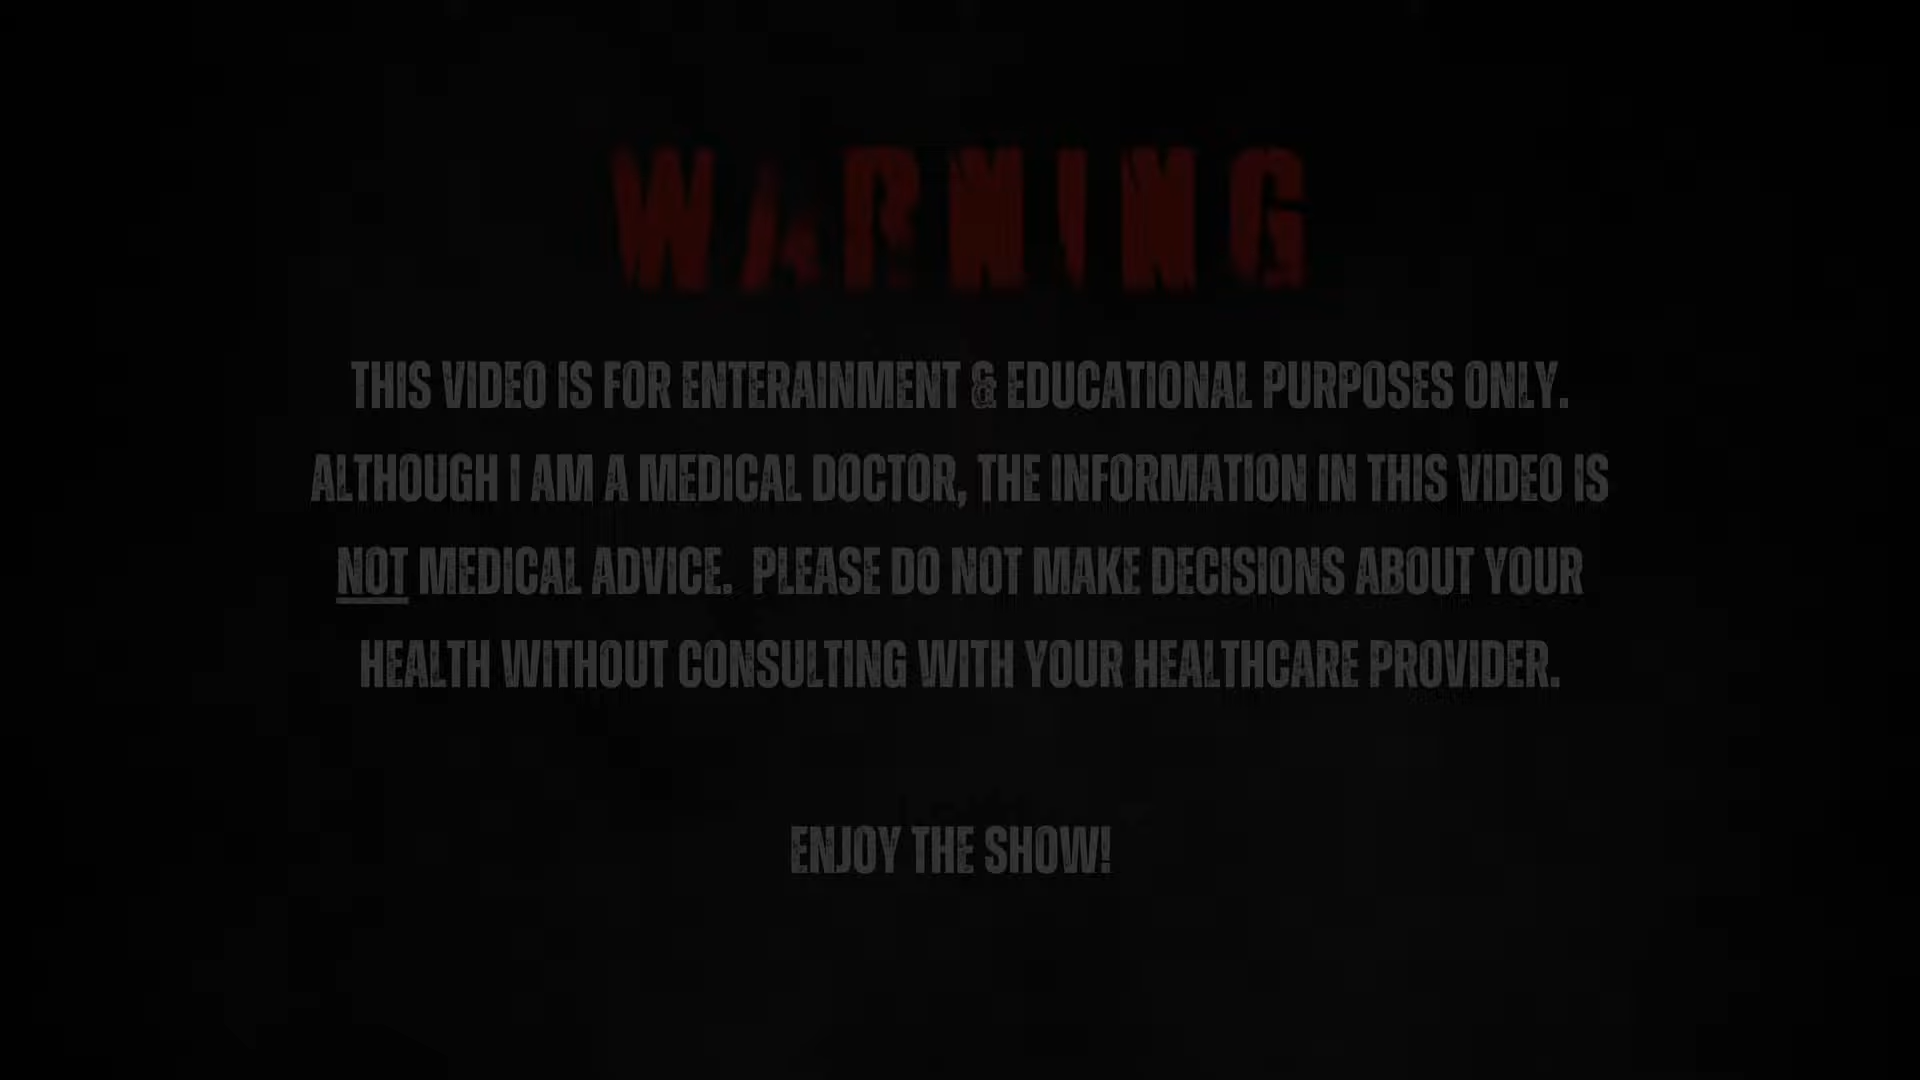 WARNING
THIS VIDEO IS FOR ENTERAINMENT & EDUCATIONAL PURPOSES ONLY.
ALTHOUGH I AM A MEDICAL DOCTOR, THE INFORMATION IN THIS VIDEO IS
NOT MEDICAL ADVICE. PLEASE DO NOT MAKE DECISIONS ABOUT YOUR
HEALTH WITHOUT CONSULTING WITH YOUR HEALTHCARE PROVIDER.
ENJOY THE SHOW!